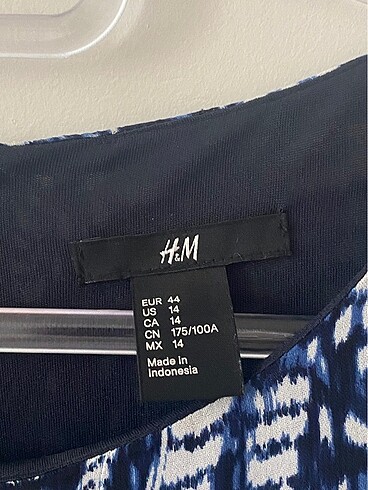 H&M
EUR 44
US 14
CA 14
CN 175/100A
MX 14
Made in
Indonesia